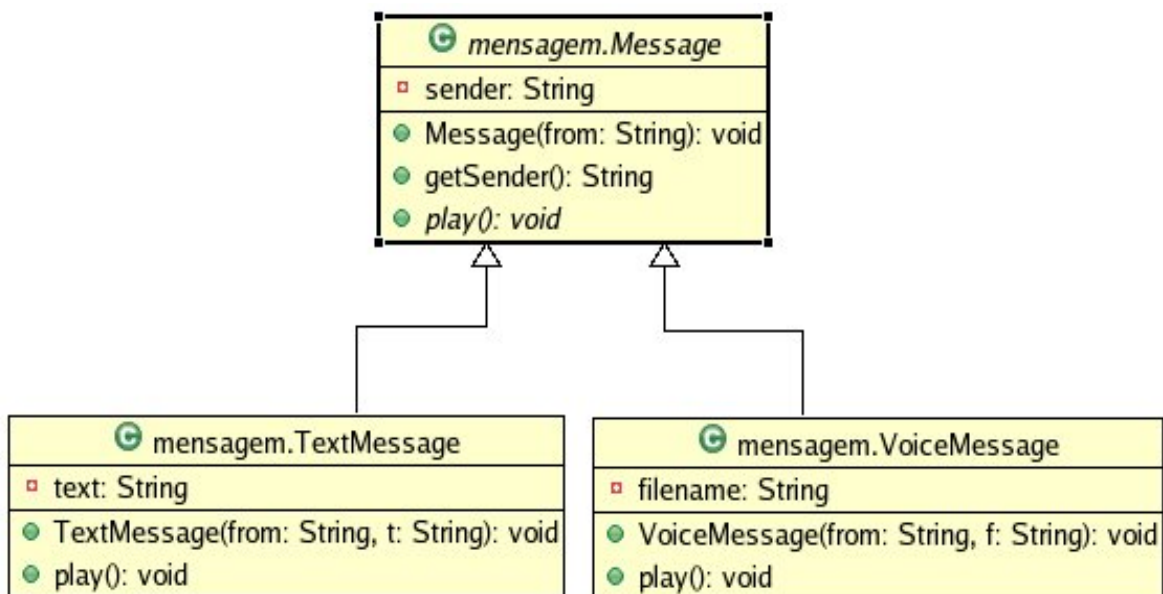 C mensagem.Message
sender: String
Message(from: String): void
getSender(): String
play(): void
C mensagem.TextMessage
text: String
TextMessage(from: String, t: String): void
play(): void
C mensagem.VoiceMessage
filename: String
VoiceMessage(from: String, f: String): void
play(): void